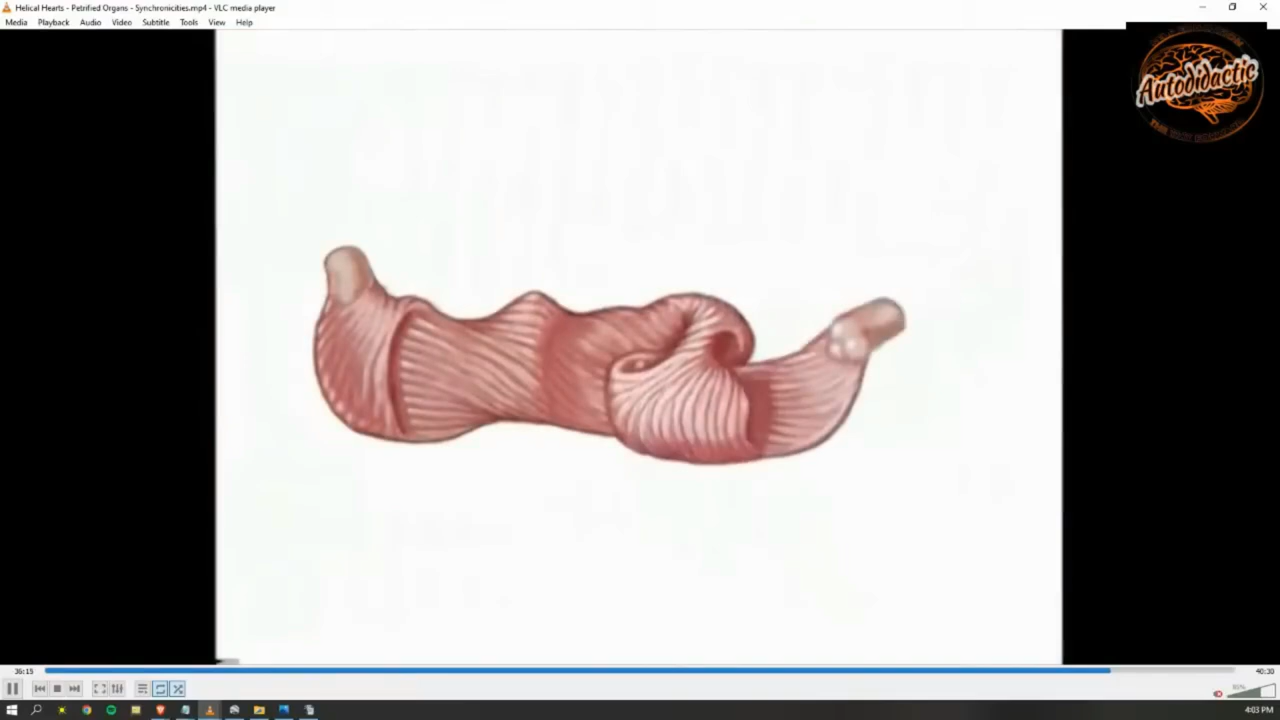 Helical Hearts - Petrified Organs - Synchronicities.mp4 - VLC media player
Media Playback Audio Video Subtitle Tools View Help
Autodidactic
36:15
40:30
4:03 PM